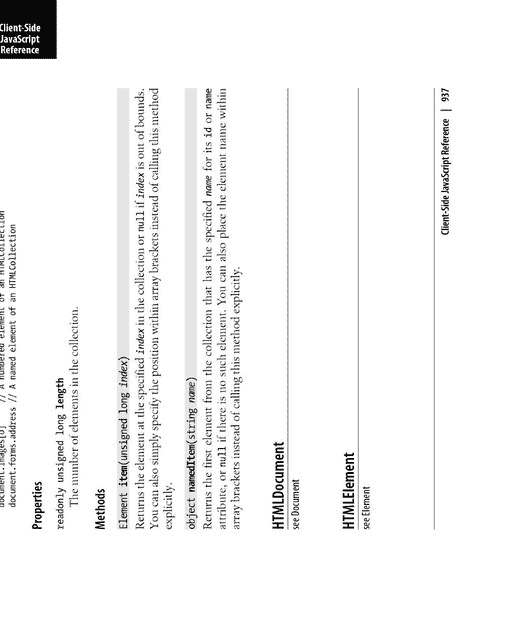 Client-Side
JavaScript
Reference
document.images[0] // A numbered element of an HTMLCollection
document.forms.address // A named element of an HTMLCollection
Properties
readonly unsigned long length
The number of elements in the collection.
Methods
Element item(unsigned long index)
Returns the element at the specified index in the collection or null if index is out of bounds.
You can also simply specify the position within array brackets instead of calling this method
explicitly.
object namedItem(string name)
Returns the first element from the collection that has the specified name for its id or name
attribute, or null if there is no such element. You can also place the element name within
array brackets instead of calling this method explicitly.
HTMLDocument
see Document
HTMLElement
see Element
Client-Side JavaScript Reference | 937